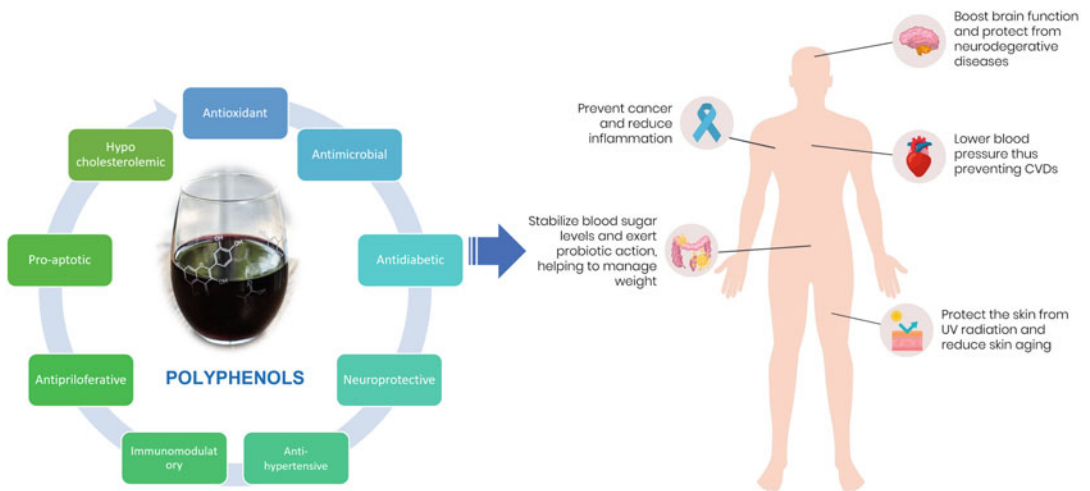 Antioxidant
Antimicrobial
Antidiabetic
Neuroprotective
Anti-
hypertensive
Immunomodulat
ory
Antipriloferative
Pro-aptotic
Hypo
cholesterolemic
POLYPHENOLS
Boost brain function
and protect from
neurodegerative
diseases
Prevent cancer
and reduce
inflammation
Lower blood
pressure thus
preventing CVDs
Stabilize blood sugar
levels and exert
probiotic action,
helping to manage
weight
Protect the skin from
UV radiation and
reduce skin aging